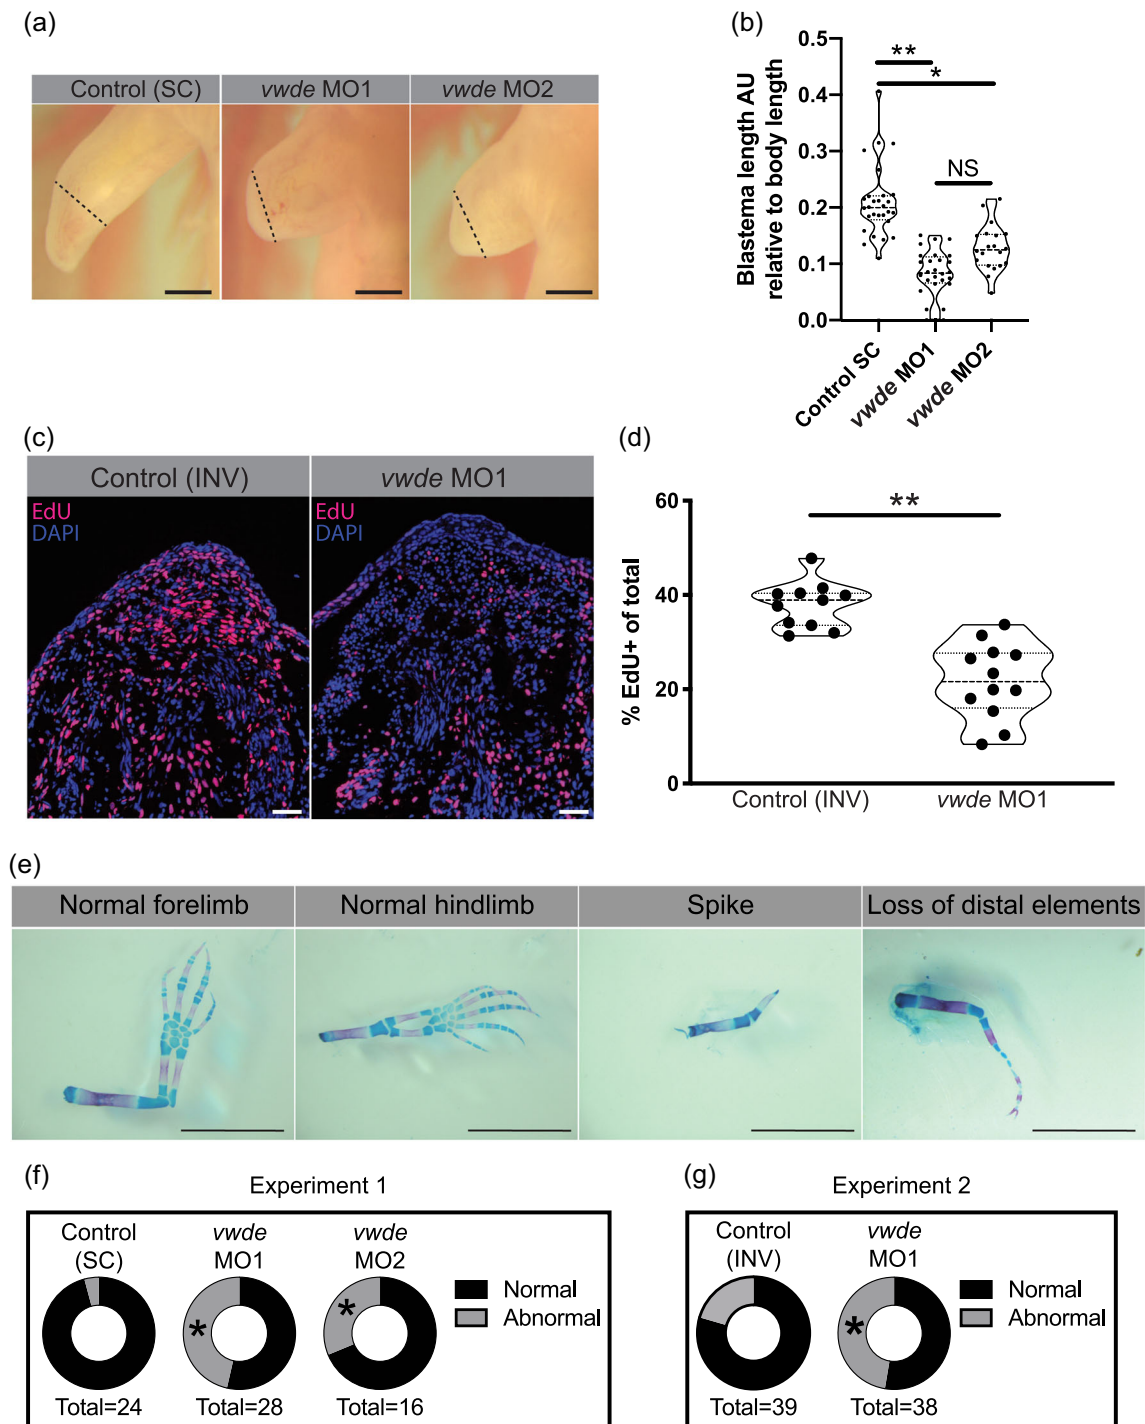 (a)
Control (SC)
vwde MO1
vwde MO2
(b)
Blastema length AU
relative to body length
0.5
0.4
0.3
0.2
0.1
0.0
**
*
NS
Control SC
vwde MO1
vwde MO2
(c)
Control (INV)
vwde MO1
EdU
DAPI
EdU
DAPI
(d)
% EdU+ of total
60
40
20
0
**
Control (INV)
vwde MO1
(e)
Normal forelimb
Normal hindlimb
Spike
Loss of distal elements
(f)
Experiment 1
Control
(SC)
vwde
MO1
vwde
MO2
*
*
Normal
Abnormal
Total=24
Total=28
Total=16
(g)
Experiment 2
Control
(INV)
vwde
MO1
*
Normal
Abnormal
Total=39
Total=38